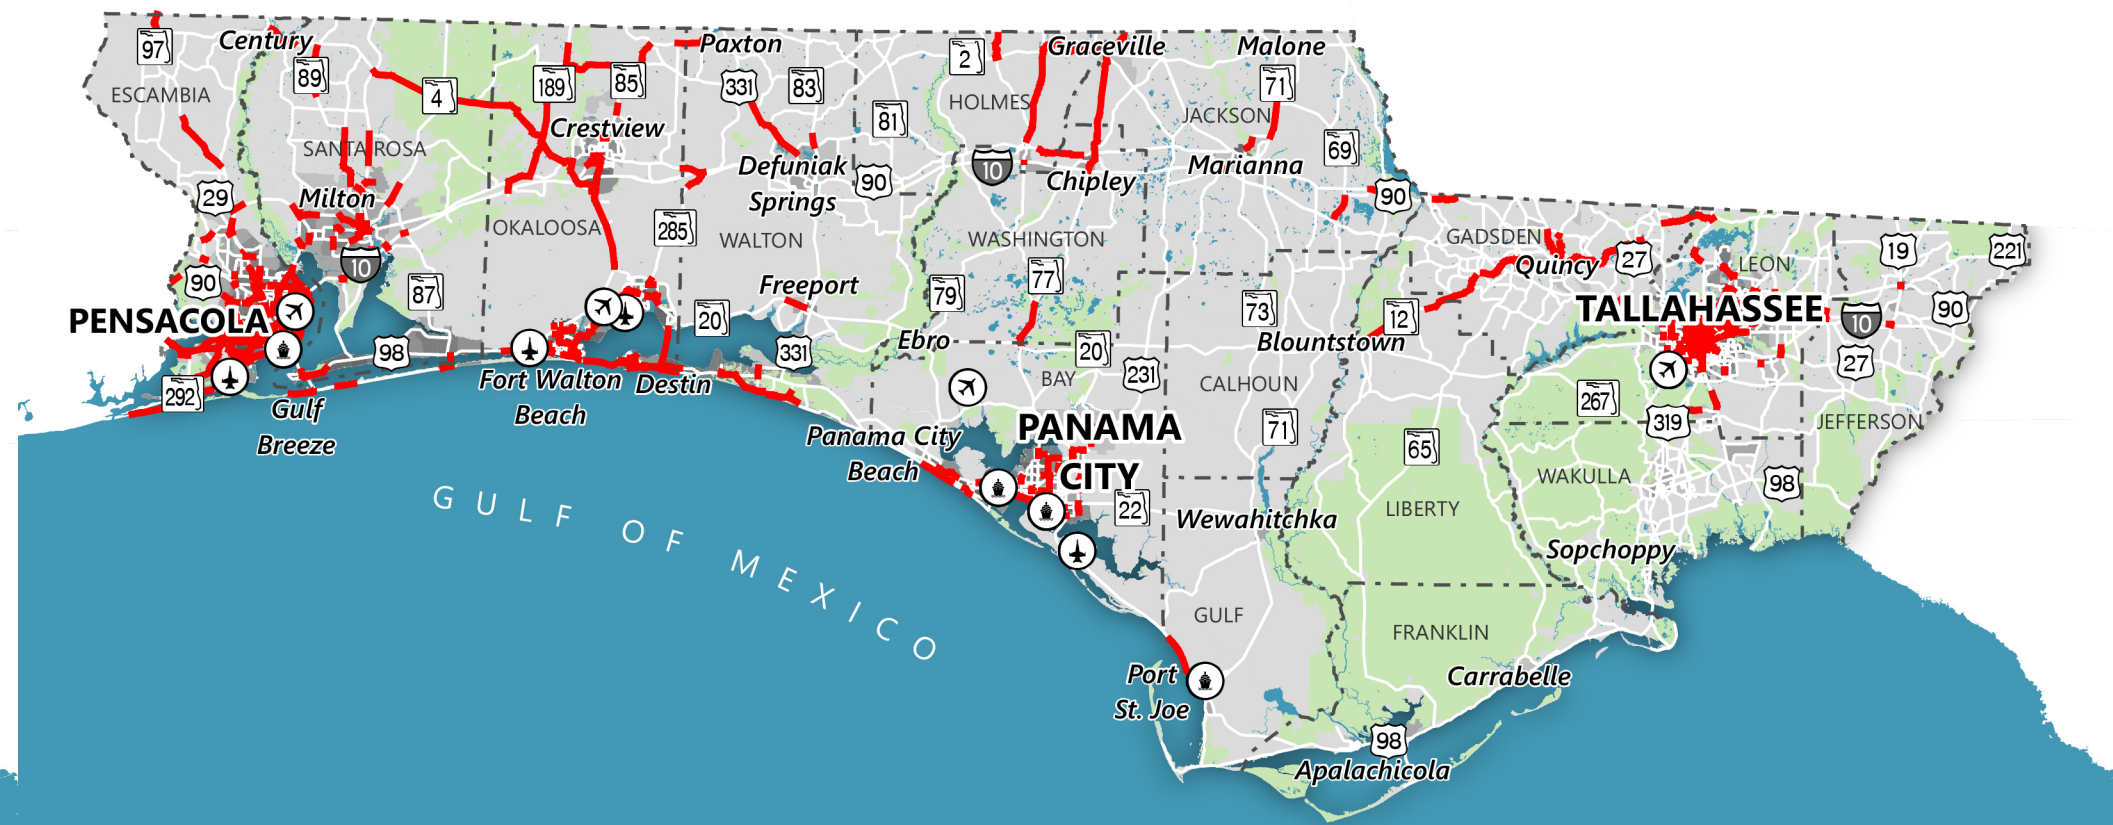 97
Century
89
ESCAMBIA
4
189
85
Paxton
331
83
2
Graceville
Malone
71
HOLMES
81
JACKSON
Crestview
SANTA ROSA
69
Defuniak
Springs
90
10
Chipley
Marianna
29
Milton
90
OKALOOSA
285
WALTON
WASHINGTON
GADSDEN
Quincy
27
LEON
19
221
10
90
87
Freeport
79
77
73
12
TALLAHASSEE
10
90
PENSACOLA
20
Ebro
20
Blountstown
98
331
27
Fort Walton
Beach
Destin
BAY
231
CALHOUN
292
Gulf
Breeze
267
319
JEFFERSON
Panama City
Beach
PANAMA
CITY
71
65
WAKULLA
98
GULF OF MEXICO
22
Wewahitchka
LIBERTY
Sopchoppy
GULF
FRANKLIN
Port
St. Joe
Carrabelle
98
Apalachicola